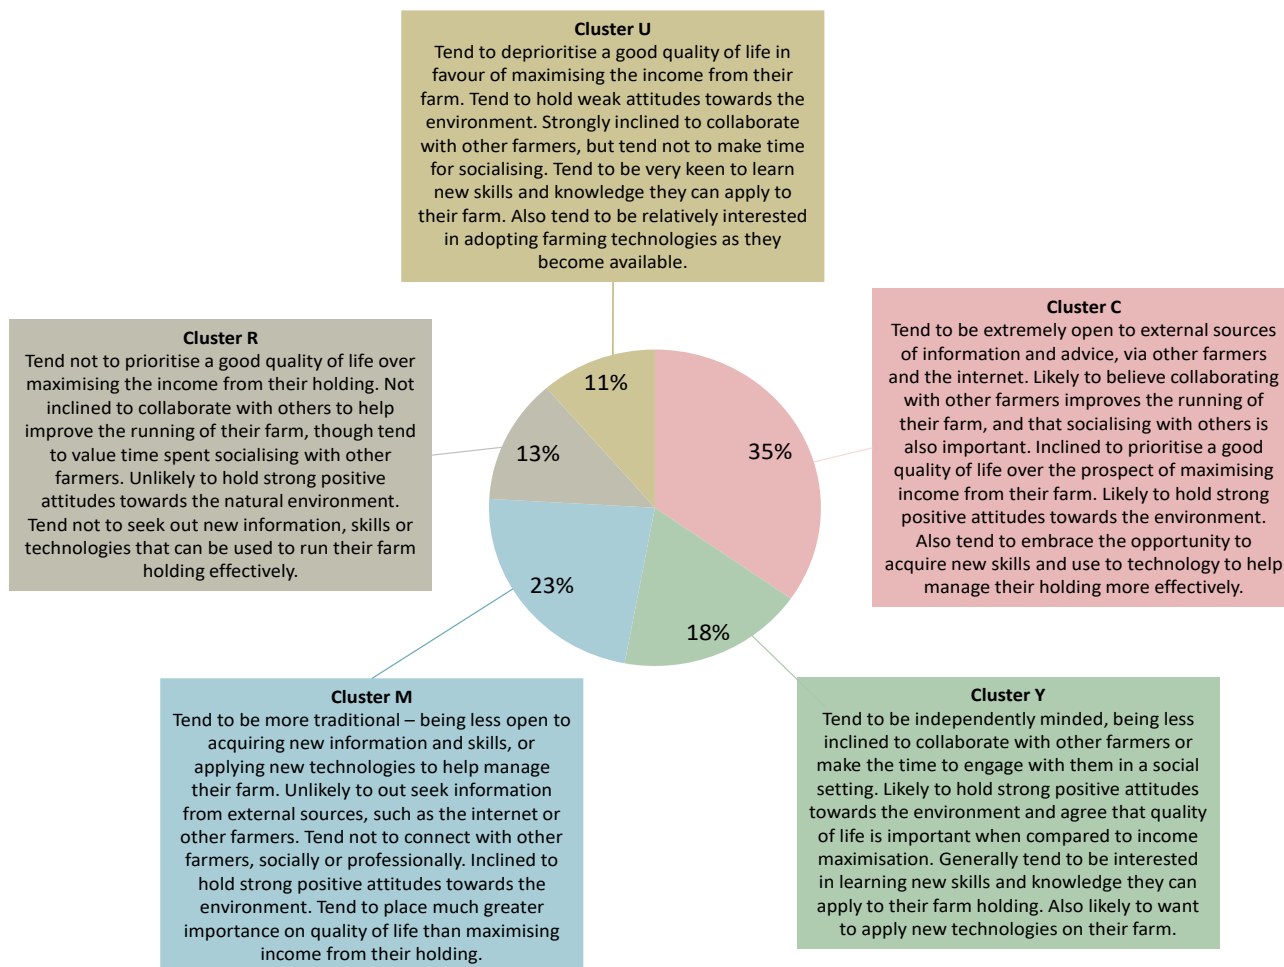 Cluster U
Tend to deprioritise a good quality of life in
favour of maximising the income from their
farm. Tend to hold weak attitudes towards the
environment. Strongly inclined to collaborate
with other farmers, but tend not to make time
for socialising. Tend to be very keen to learn
new skills and knowledge they can apply to
their farm. Also tend to be relatively interested
in adopting farming technologies as they
become available.
Cluster C
Tend to be extremely open to external sources
of information and advice, via other farmers
and the internet. Likely to believe collaborating
with other farmers improves the running of
their farm, and that socialising with others is
also important. Inclined to prioritise a good
quality of life over the prospect of maximising
income from their farm. Likely to hold strong
positive attitudes towards the environment.
Also tend to embrace the opportunity to
acquire new skills and use to technology to help
manage their holding more effectively.
Cluster R
Tend not to prioritise a good quality of life over
maximising the income from their holding. Not
inclined to collaborate with others to help
improve the running of their farm, though tend
to value time spent socialising with other
farmers. Unlikely to hold strong positive
attitudes towards the natural environment.
Tend not to seek out new information, skills or
technologies that can be used to run their farm
holding effectively.
11%
35%
13%
23%
18%
Cluster M
Tend to be more traditional – being less open to
acquiring new information and skills, or
applying new technologies to help manage
their farm. Unlikely to out seek information
from external sources, such as the internet or
other farmers. Tend not to connect with other
farmers, socially or professionally. Inclined to
hold strong positive attitudes towards the
environment. Tend to place much greater
importance on quality of life than maximising
income from their holding.
Cluster Y
Tend to be independently minded, being less
inclined to collaborate with other farmers or
make the time to engage with them in a social
setting. Likely to hold strong positive attitudes
towards the environment and agree that quality
of life is important when compared to income
maximisation. Generally tend to be interested
in learning new skills and knowledge they can
apply to their farm holding. Also likely to want
to apply new technologies on their farm.